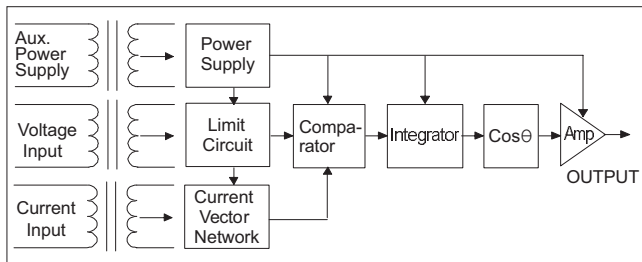 Aux.
Power
Supply
Power
Supply
Voltage
Input
Limit
Circuit
Compa-
rator
Integrator
CosΘ
Amp
OUTPUT
Current
Input
Current
Vector
Network